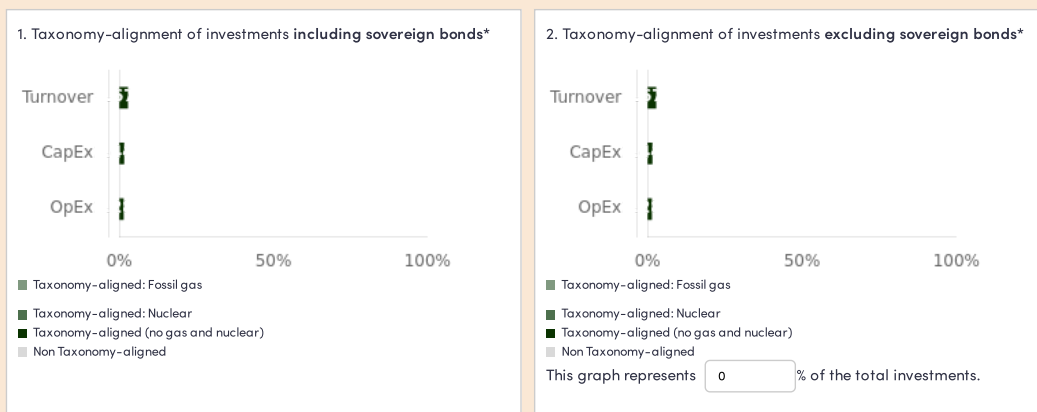 1. Taxonomy-alignment of investments including sovereign bonds*
Turnover
CapEx
OpEx
0% 50% 100%
Taxonomy-aligned: Fossil gas
Taxonomy-aligned: Nuclear
Taxonomy-aligned (no gas and nuclear)
Non Taxonomy-aligned
2. Taxonomy-alignment of investments excluding sovereign bonds*
Turnover
CapEx
OpEx
0% 50% 100%
Taxonomy-aligned: Fossil gas
Taxonomy-aligned: Nuclear
Taxonomy-aligned (no gas and nuclear)
Non Taxonomy-aligned
This graph represents 0 % of the total investments.